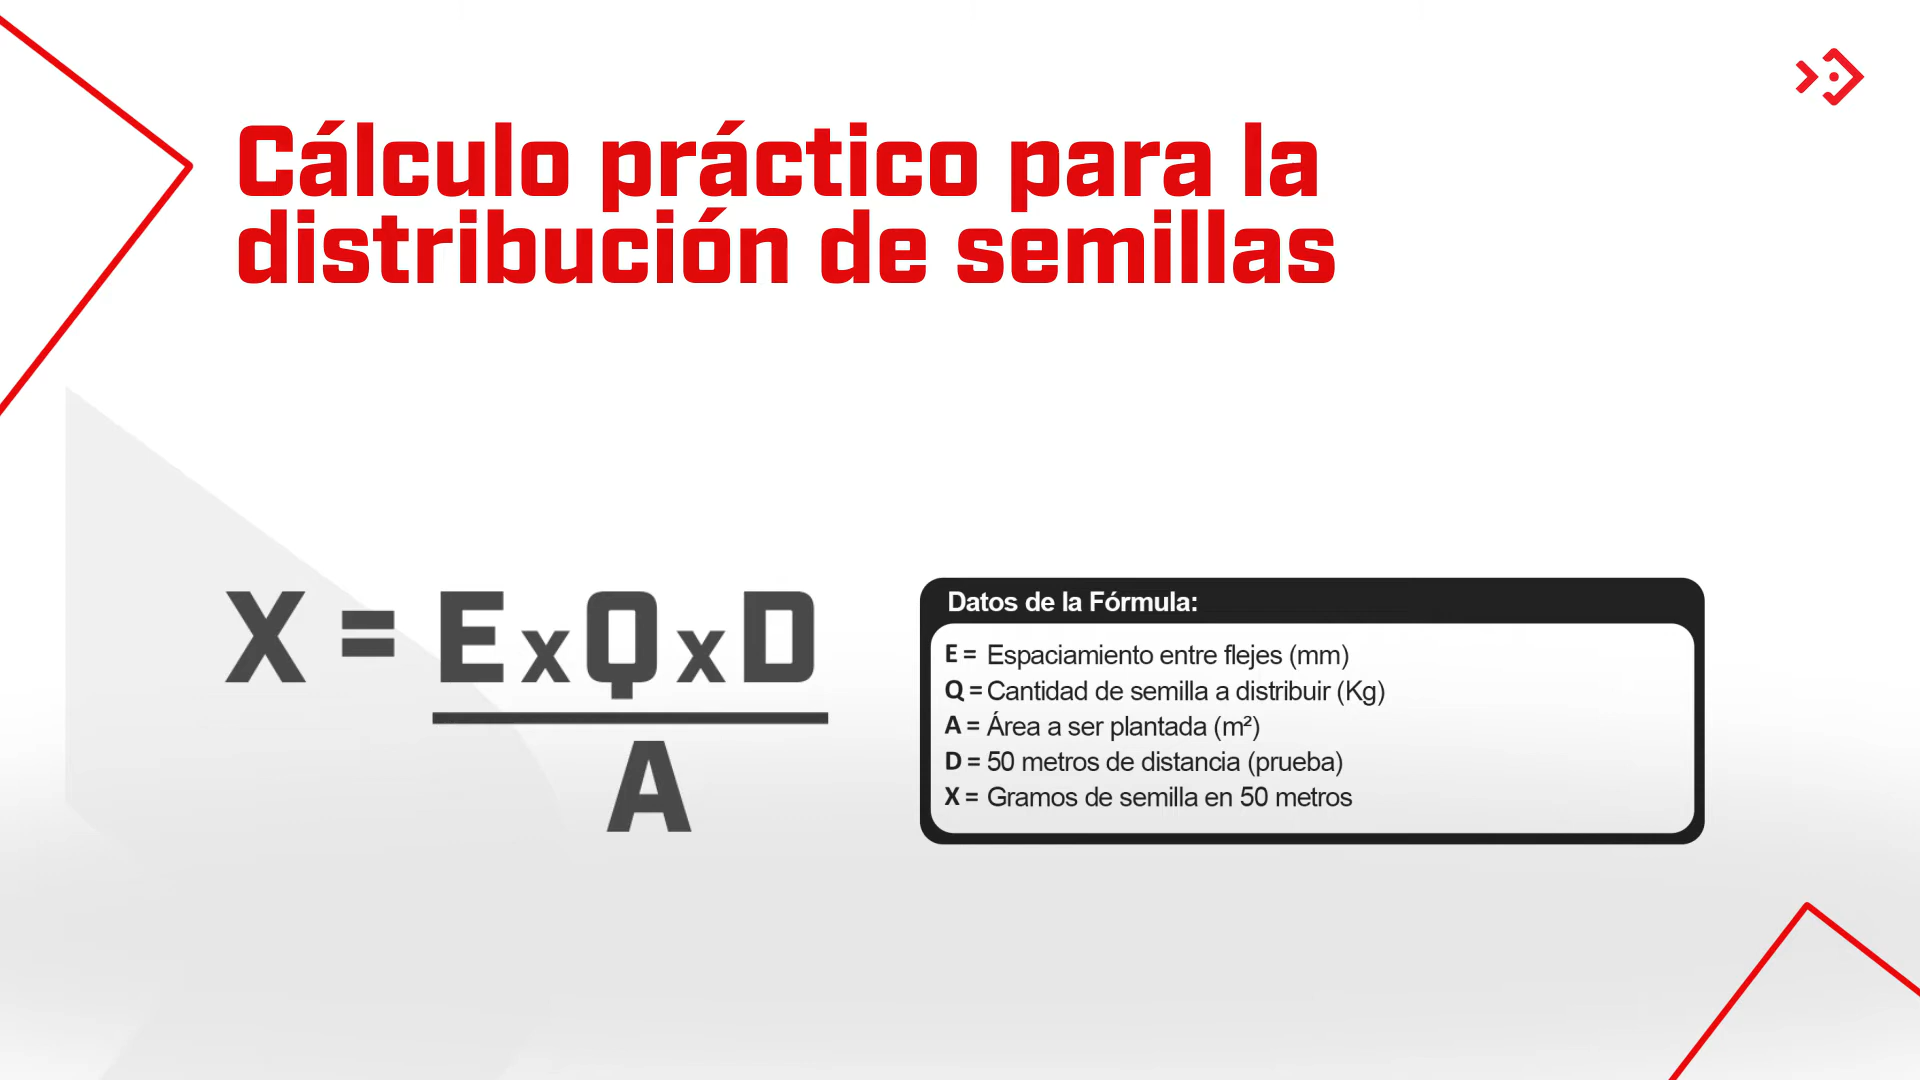 Cálculo práctico para la
distribución de semillas
X = E x Q x D
A
Datos de la Fórmula:
E = Espaciamiento entre flejes (mm)
Q = Cantidad de semilla a distribuir (Kg)
A = Área a ser plantada (m²)
D = 50 metros de distancia (prueba)
X = Gramos de semilla en 50 metros